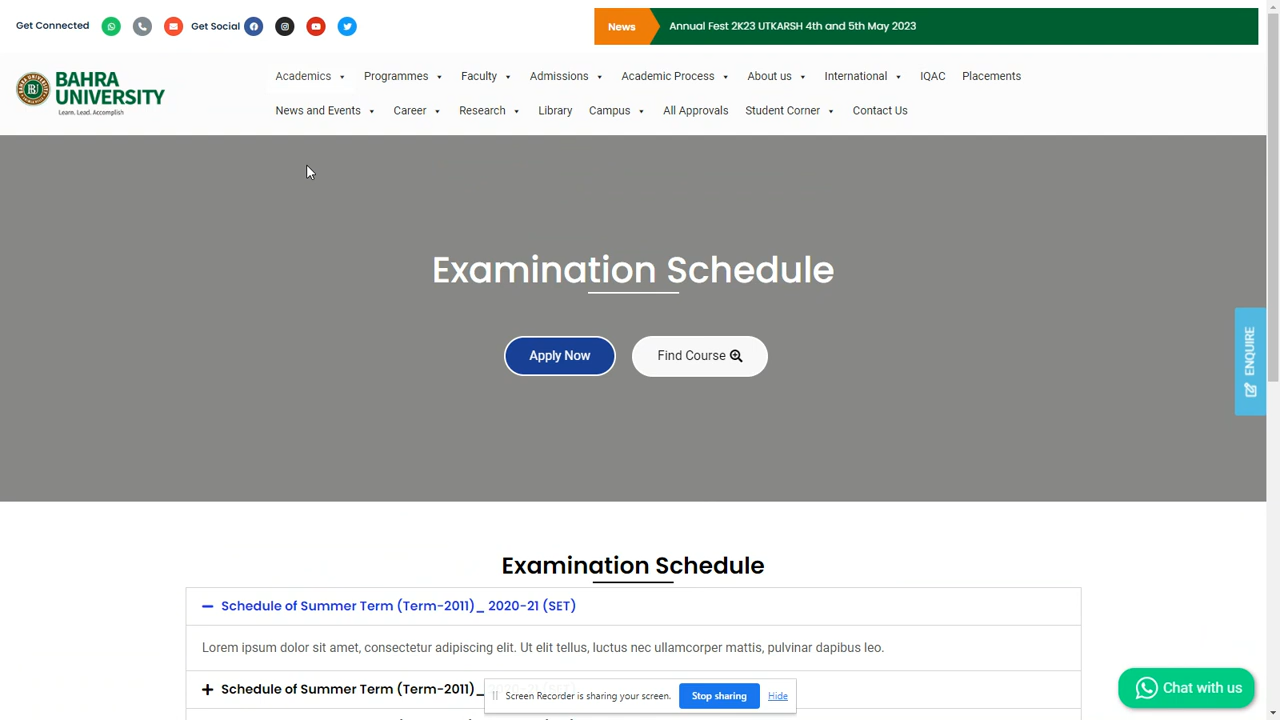 Get Connected Get Social News Annual Fest 2K23 UTKARSH 4th and 5th May 2023
BAHRA UNIVERSITY
Learn. Lead. Accomplish
Academics Programmes Faculty Admissions Academic Process About us International IQAC Placements
News and Events Career Research Library Campus All Approvals Student Corner Contact Us
Examination Schedule
Apply Now Find Course
ENQUIRE
Examination Schedule
Schedule of Summer Term (Term-2011)_ 2020-21 (SET)
Lorem ipsum dolor sit amet, consectetur adipiscing elit. Ut elit tellus, luctus nec ullamcorper mattis, pulvinar dapibus leo.
Schedule of Summer Term (Term-2011)_
Screen Recorder is sharing your screen. Stop sharing Hide
Chat with us